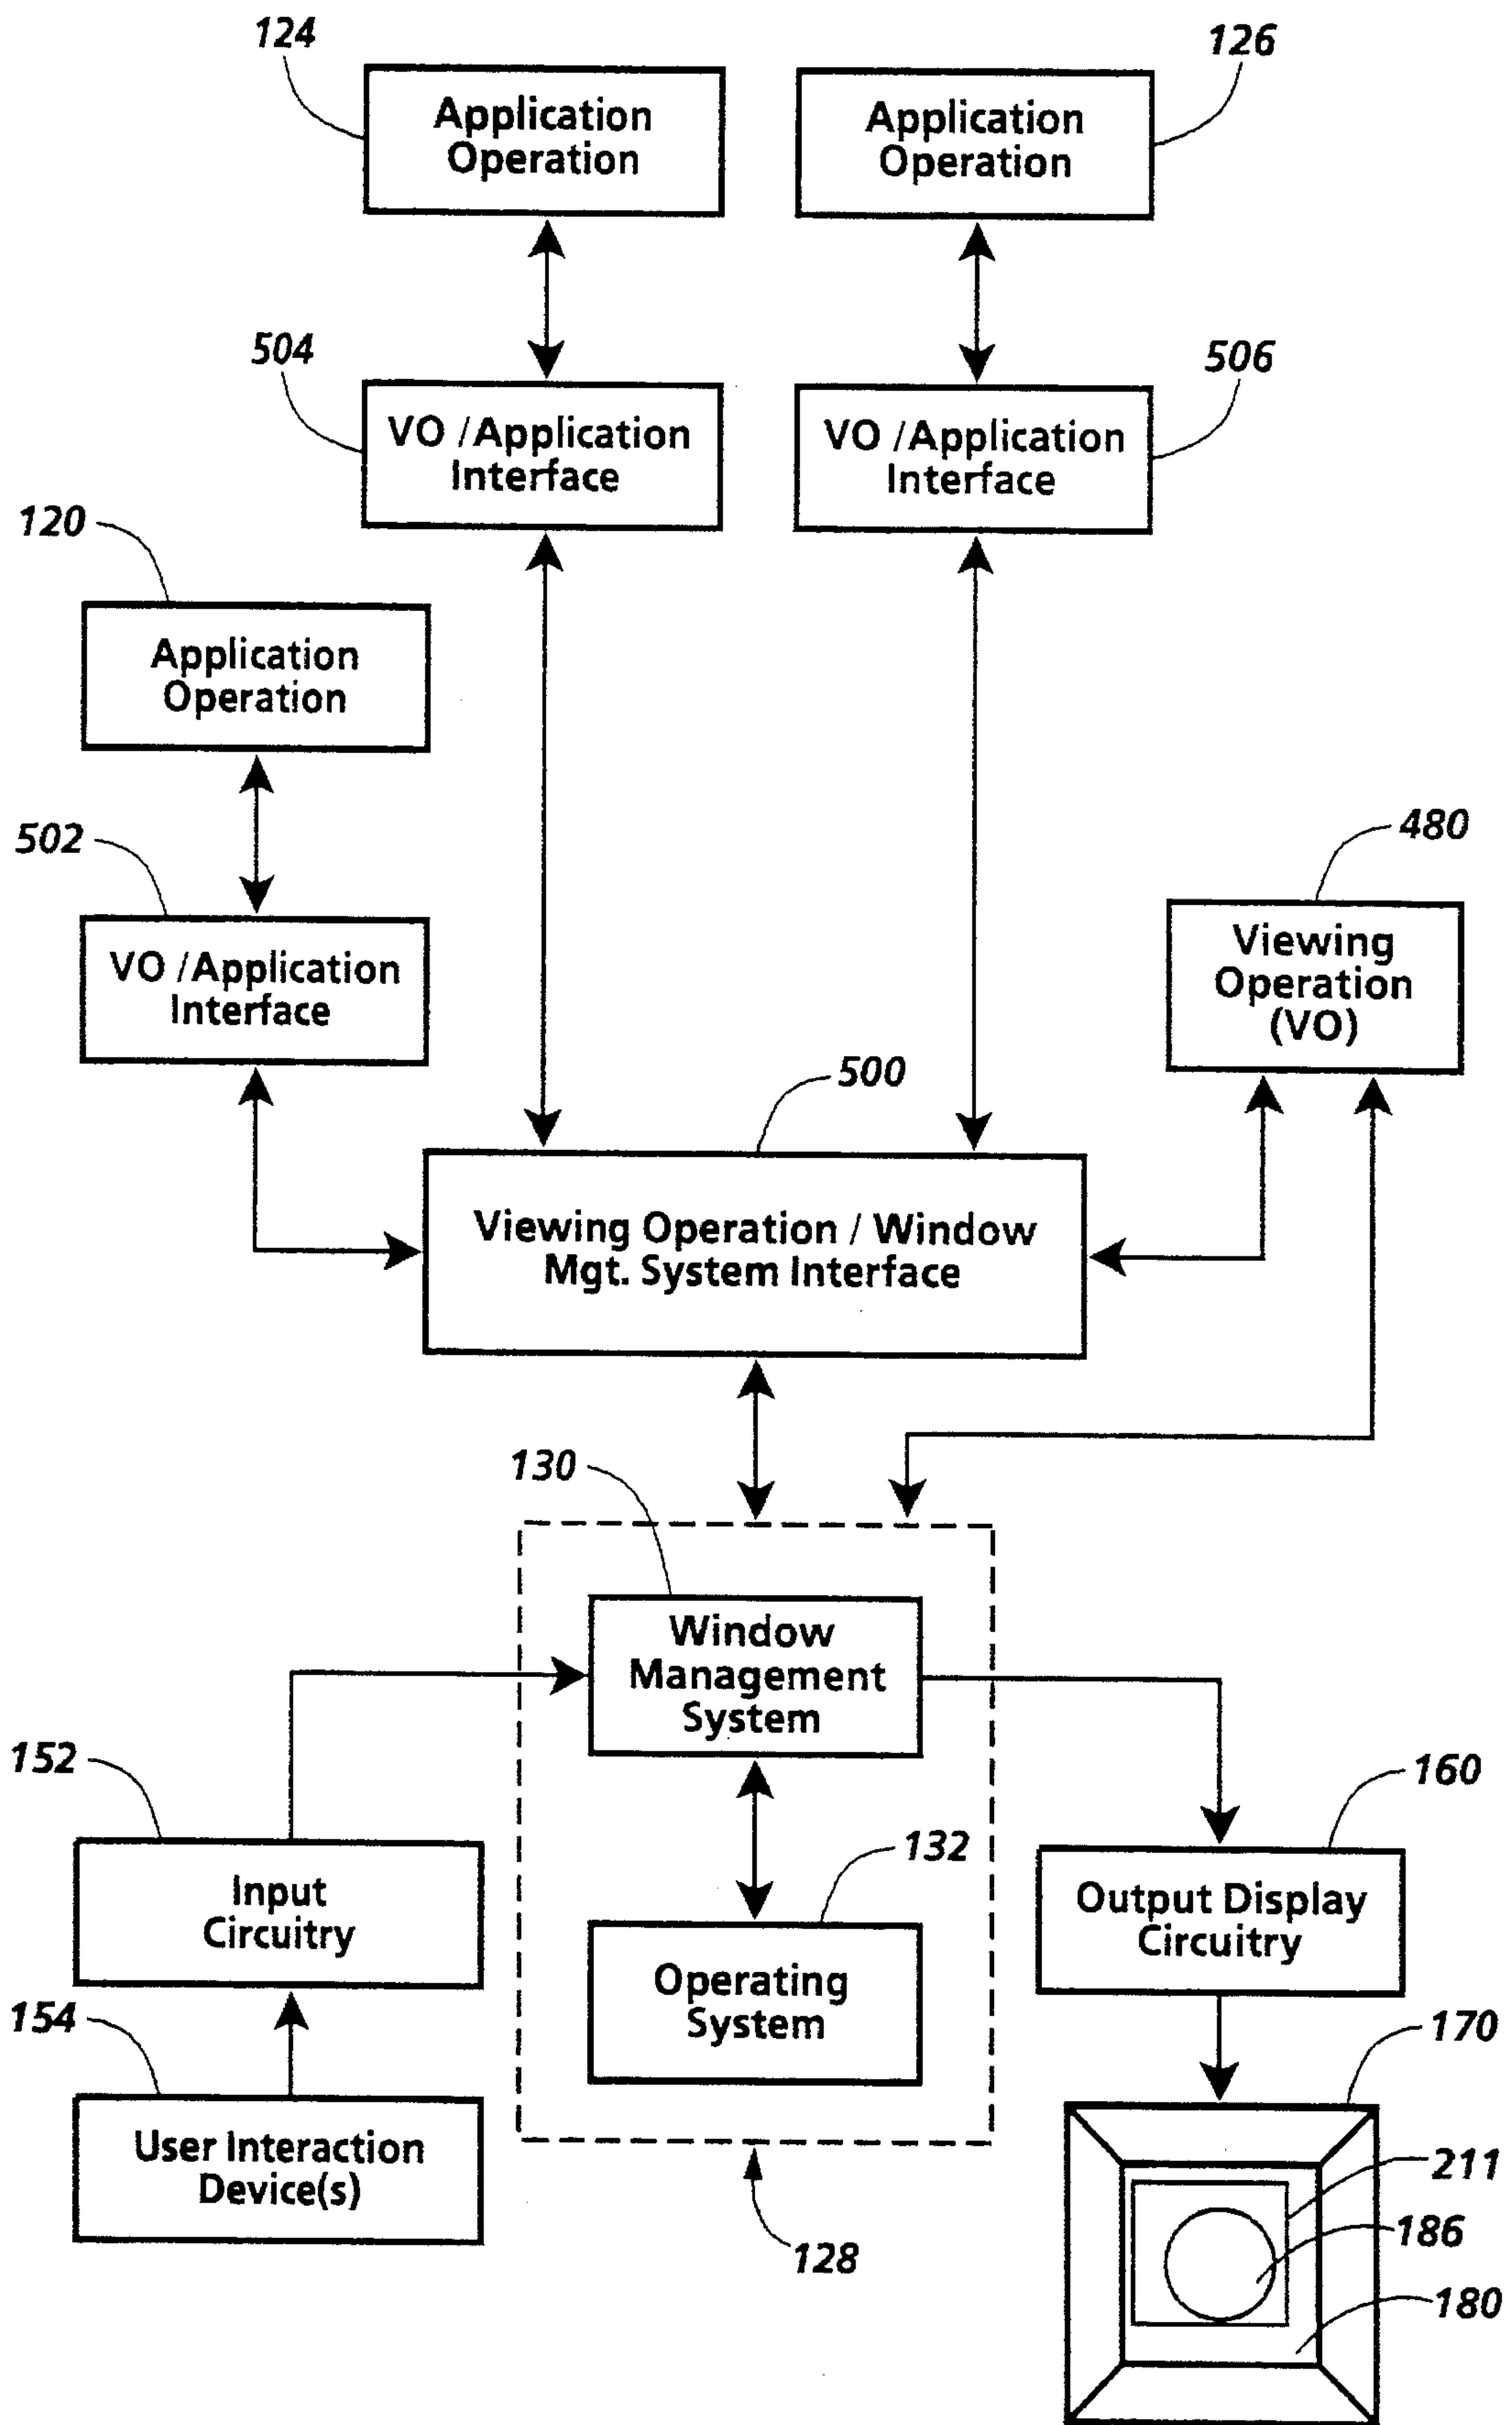 124
126
Application
Operation
Application
Operation
504
506
VO /Application
Interface
VO /Application
Interface
120
Application
Operation
502
480
VO /Application
Interface
Viewing
Operation
(VO)
500
Viewing Operation / Window
Mgt. System Interface
130
Window
Management
System
152
160
132
Input
Circuitry
Output Display
Circuitry
Operating
System
154
170
User Interaction
Device(s)
211
186
128
180